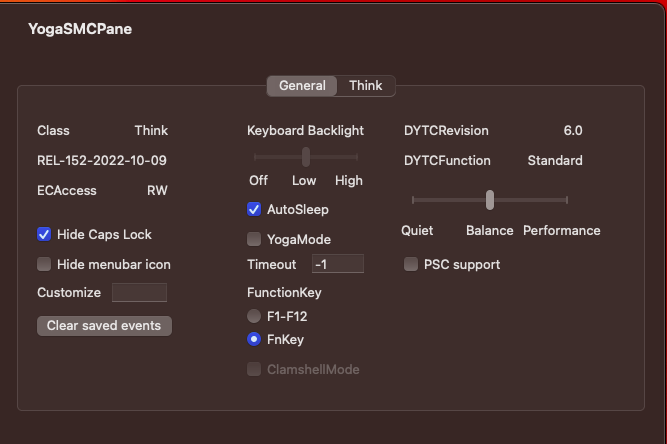 YogaSMCPane
General Think
Class Think
REL-152-2022-10-09
ECAccess RW
Hide Caps Lock
Hide menubar icon
Customize
Clear saved events
Keyboard Backlight
Off Low High
AutoSleep
YogaMode
Timeout -1
FunctionKey
F1-F12
FnKey
ClamshellMode
DYTCRevision 6.0
DYTCFunction Standard
Quiet Balance Performance
PSC support